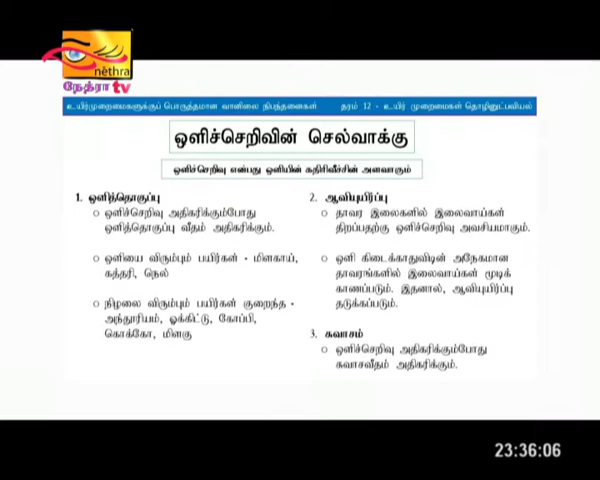 nēthra
நேத்ரா tv
உயிர்முறைமைகளுக்குப் பொருத்தமான வானிலை நிபந்தனைகள்
தரம் 12 - உயிர் முறைமைகள் தொழினுட்பவியல்
ஒளிச்செறிவின் செல்வாக்கு
ஒளிச்செறிவு என்பது ஒளியின் கதிர்வீச்சின் அளவாகும்
1. ஒளித்தொகுப்பு
○ ஒளிச்செறிவு அதிகரிக்கும்போது
ஒளித்தொகுப்பு வீதம் அதிகரிக்கும்.
○ ஒளியை விரும்பும் பயிர்கள் - மிளகாய்,
கத்தரி, நெல்
○ நிழலை விரும்பும் பயிர்கள் குறைந்த -
அந்தூரியம், ஓக்கிட்டு, கோப்பி,
கொக்கோ, மிளகு
2. ஆவியுயிர்ப்பு
○ தாவர இலைகளில் இலைவாய்கள்
திறப்பதற்கு ஒளிச்செறிவு அவசியமாகும்.
○ ஒளி கிடைக்காதுவிடின் அநேகமான
தாவரங்களில் இலைவாய்கள் மூடிக்
காணப்படும். இதனால், ஆவியுயிர்ப்பு
தடுக்கப்படும்.
3. சுவாசம்
○ ஒளிச்செறிவு அதிகரிக்கும்போது
சுவாசவீதம் அதிகரிக்கும்.
23:36:06